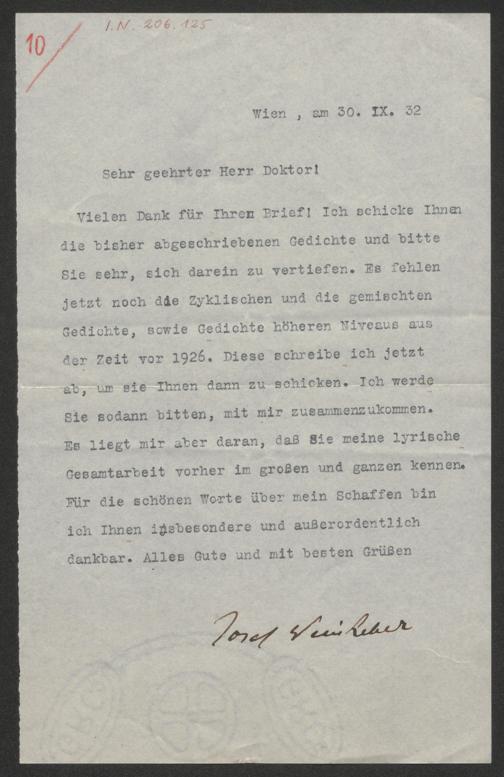 I.N. 206.125
10
Wien , am 30. IX. 32
Sehr geehrter Herr Doktor!
Vielen Dank für Ihren Brief! Ich schicke Ihnen
die bisher abgeschriebenen Gedichte und bitte
Sie sehr, sich darein zu vertiefen. Es fehlen
jetzt noch die Zyklischen und die gemischten
Gedichte, sowie Gedichte höheren Niveaus aus
der Zeit vor 1926. Diese schreibe ich jetzt
ab, um sie Ihnen dann zu schicken. Ich werde
Sie sodann bitten, mit mir zusammenzukommen.
Es liegt mir aber daran, daß Sie meine lyrische
Gesamtarbeit vorher im großen und ganzen kennen.
Für die schönen Worte über mein Schaffen bin
ich Ihnen insbesondere und außerordentlich
dankbar. Alles Gute und mit besten Grüßen
Josef Weinheber